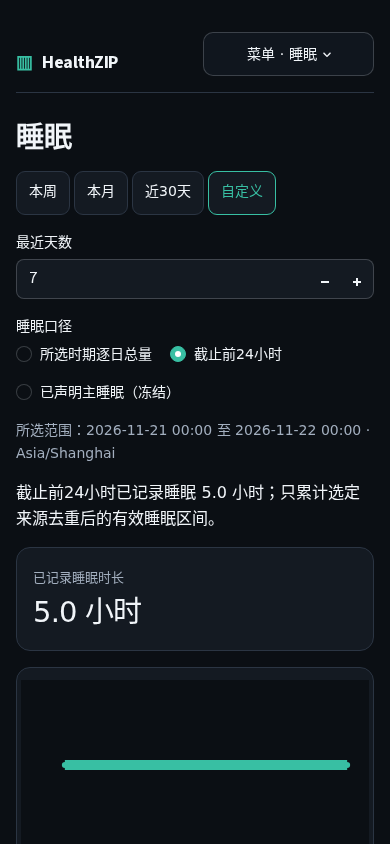 HealthZIP
菜单 · 睡眠
睡眠
本周
本月
近30天
自定义
最近天数
7
睡眠口径
所选时期逐日总量
截止前24小时
已声明主睡眠（冻结）
所选范围：2026-11-21 00:00 至 2026-11-22 00:00 ·
Asia/Shanghai
截止前24小时已记录睡眠 5.0 小时；只累计选定
来源去重后的有效睡眠区间。
已记录睡眠时长
5.0 小时